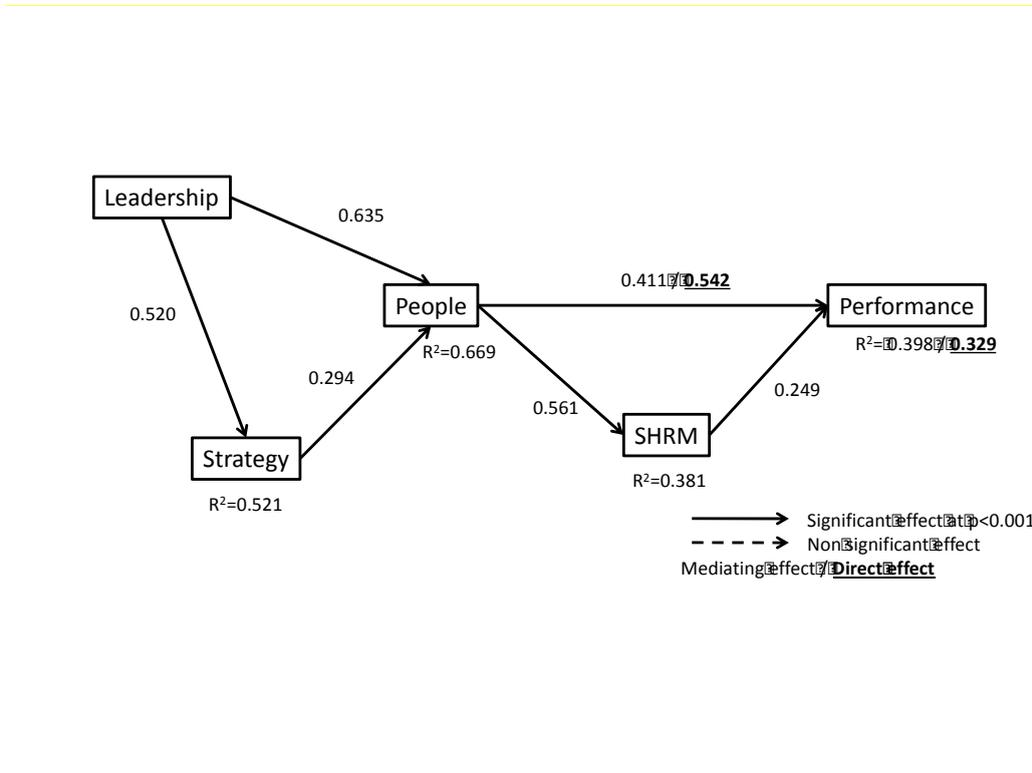 Leadership
0.635
0.520
0.411 / 0.542
People
Performance
R²=0.669
R²= 0.398 / 0.329
0.294
0.249
0.561
SHRM
Strategy
R²=0.381
R²=0.521
Significant effect at p<0.001
Non significant effect
Mediating effect / Direct effect